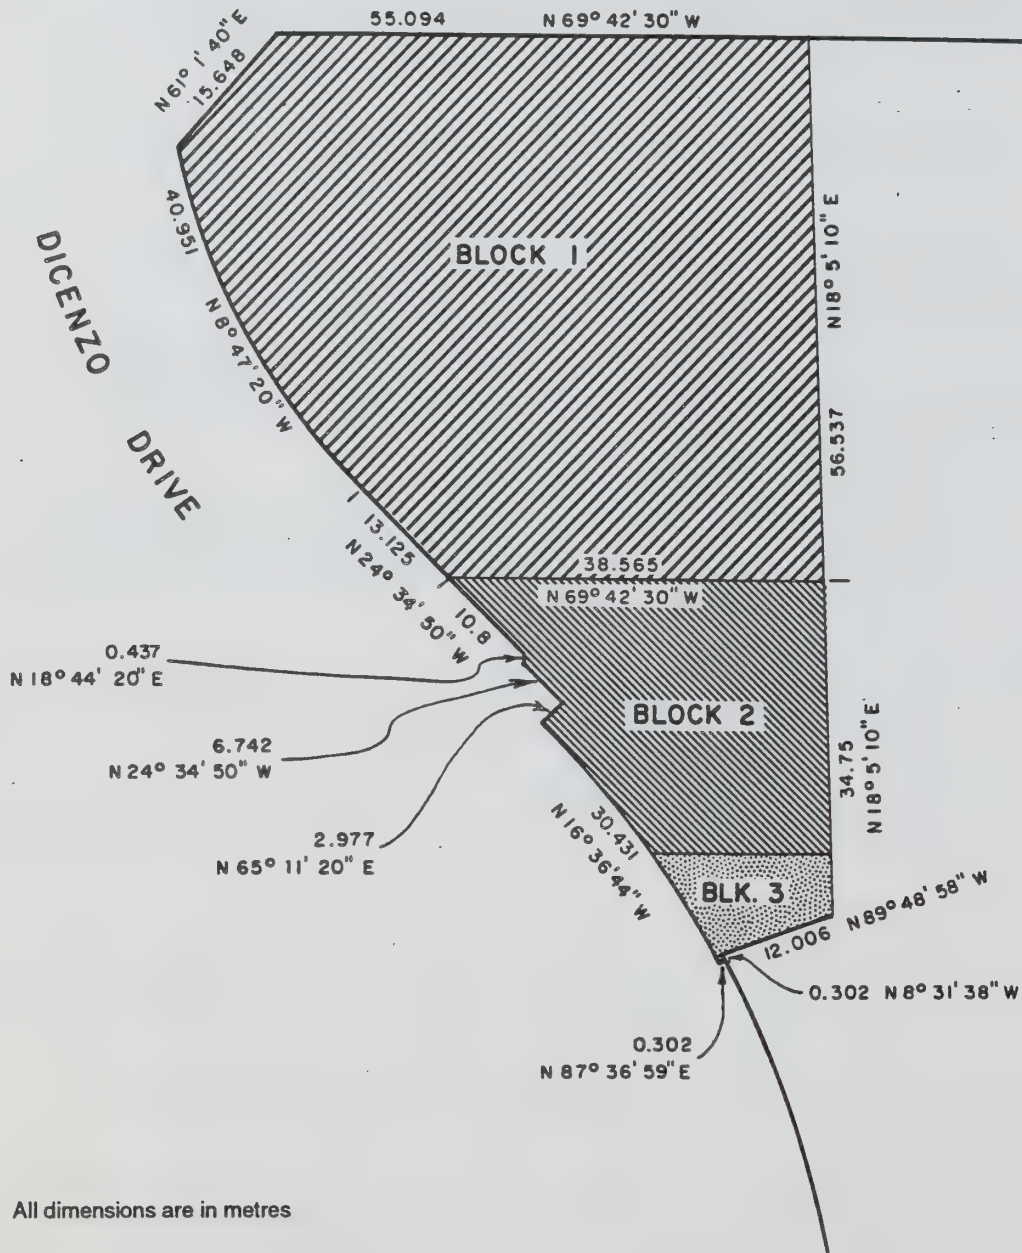 55.094 N 69° 42' 30" W
N 61° 1' 40" E
15.648
40.951
N 8° 47' 20" W
DICENZO
DRIVE
BLOCK 1
N 18° 5' 10" E
56.537
13.125
N 24° 34' 50" W
10.8
38.565
N 69° 42' 30" W
0.437
N 18° 44' 20" E
6.742
N 24° 34' 50" W
2.977
N 65° 11' 20" E
BLOCK 2
34.75
N 18° 5' 10" E
30.431
N 16° 36' 44" W
BLK. 3
12.006 N 89° 48' 58" W
0.302 N 8° 31' 38" W
0.302
N 87° 36' 59" E
All dimensions are in metres